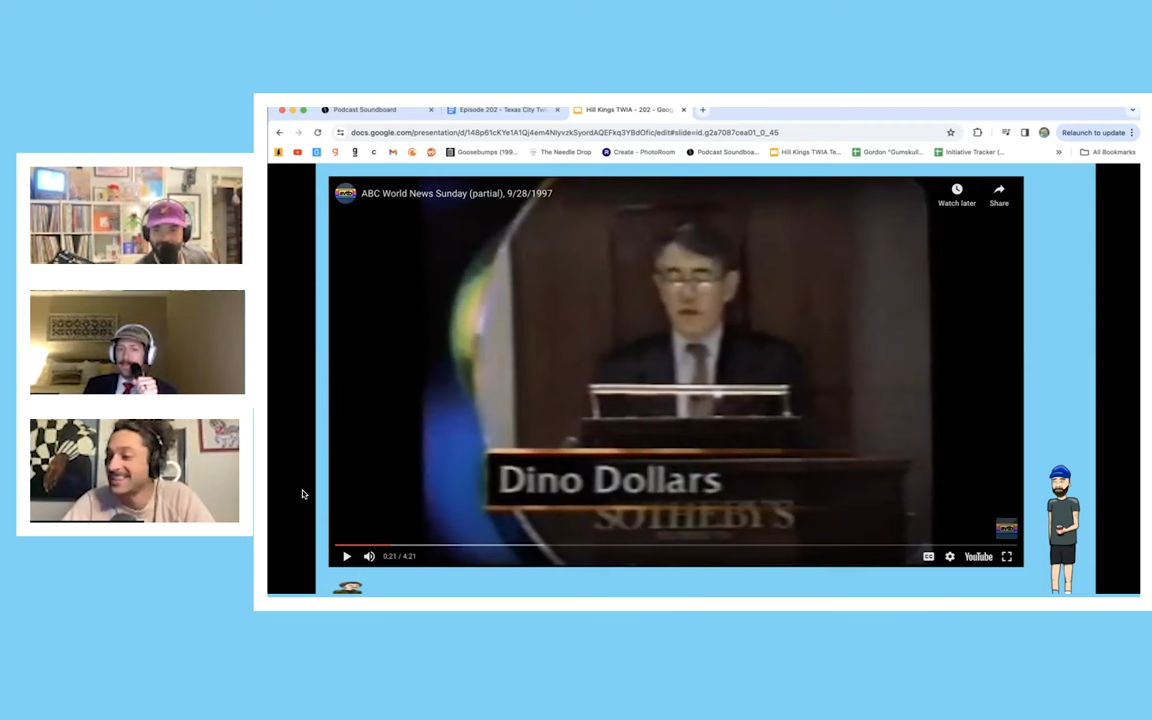 Podcast Soundboard
Episode 202 - Texas City Tw
Hill Kings TWIA - 202 - Goog
docs.google.com/presentation/d/148p61cKYe1A1Qj4em4NIyvzkSyordAQEFkq3YBdOfic/edit#slide=id.g2a7087cea01_0_45
Relaunch to update
Goosebumps (199...
The Needle Drop
Create - PhotoRoom
Podcast Soundboa...
Hill Kings TWIA Te...
Gordon "Gumskull...
Initiative Tracker (...
All Bookmarks
ABC World News Sunday (partial), 9/28/1997
Watch later
Share
Dino Dollars
SOTHEBY'S
0:21 / 4:21
CC
YouTube